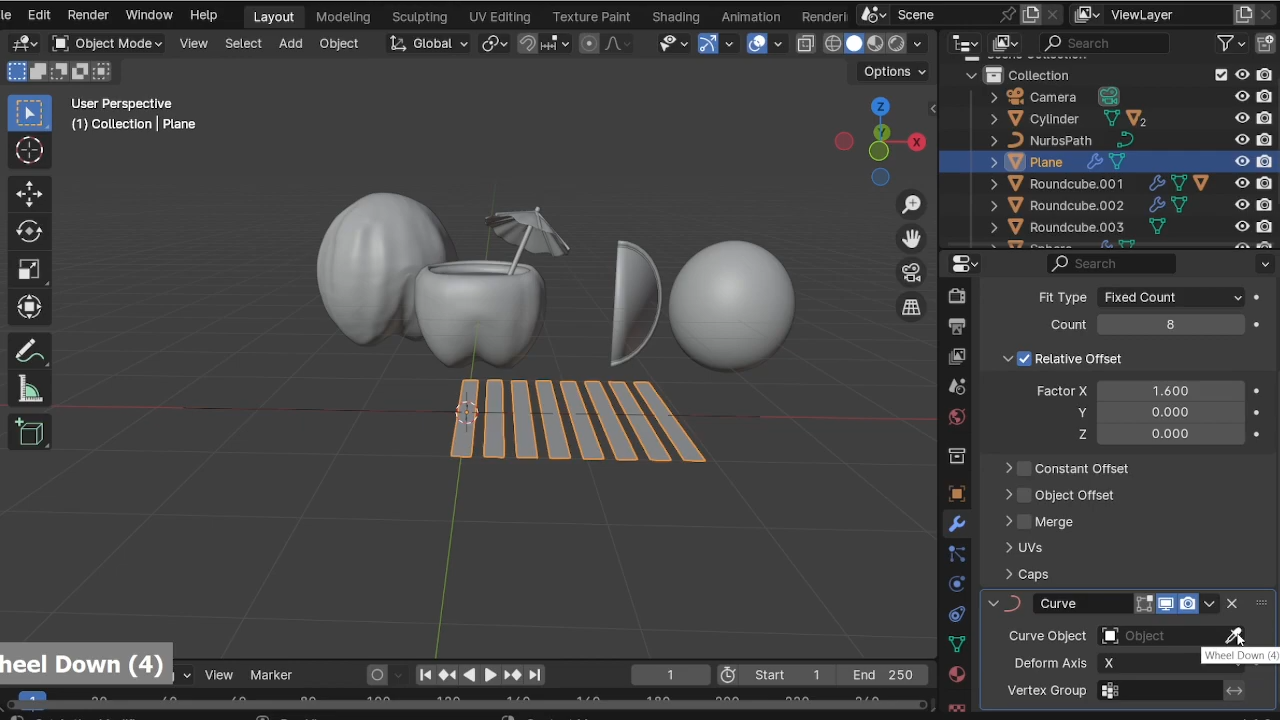 le Edit Render Window Help Layout Modeling Sculpting UV Editing Texture Paint Shading Animation Renderi Scene ViewLayer
Object Mode View Select Add Object Global Search
Options
User Perspective
(1) Collection | Plane
Z
Y
X
Collection
Camera
Cylinder 2
NurbsPath
Plane
Roundcube.001
Roundcube.002
Roundcube.003
Search
Fit Type Fixed Count
Count 8
Relative Offset
Factor X 1.600
Y 0.000
Z 0.000
Constant Offset
Object Offset
Merge
UVs
Caps
Curve
Curve Object Object
Wheel Down (4)
Deform Axis X
Vertex Group
heel Down (4)
View Marker 1 Start 1 End 250
1